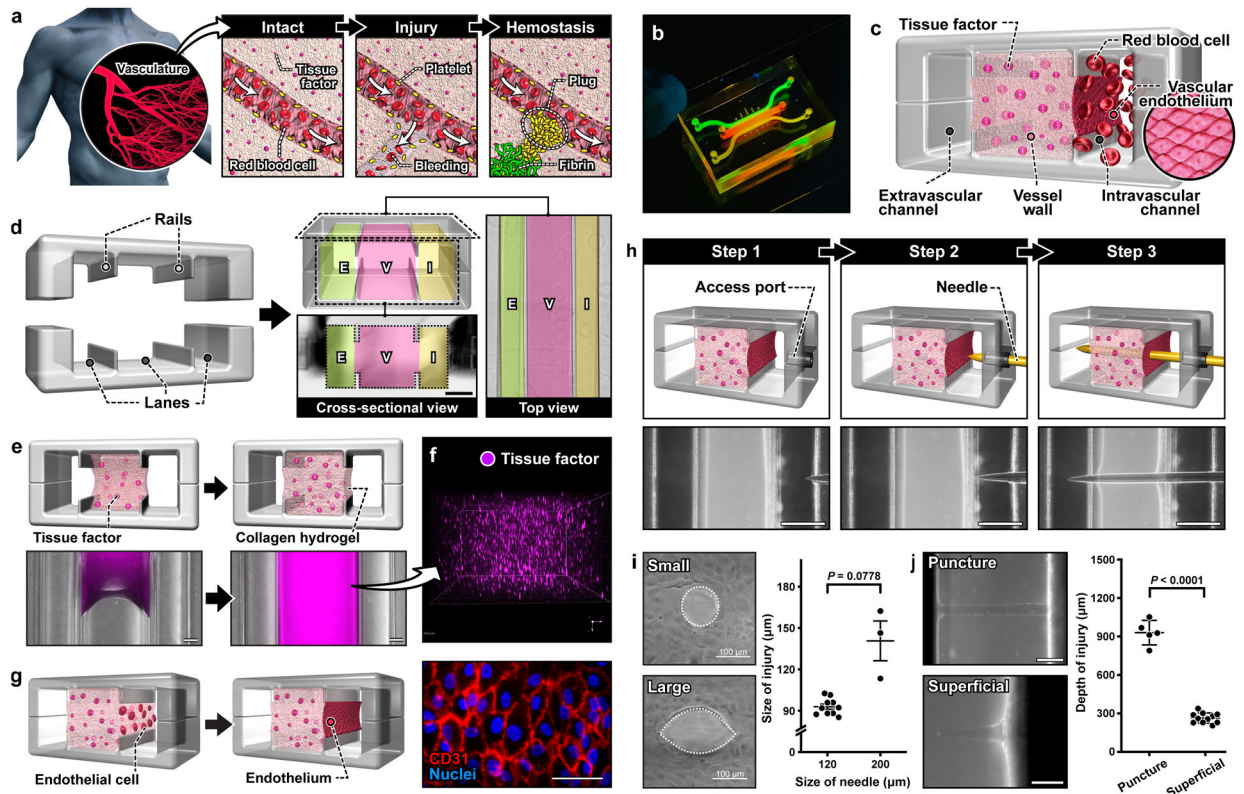 a
Vasculature
Intact
Injury
Hemostasis
Tissue
factor
Red blood cell
Platelet
Bleeding
Plug
Fibrin
b
c
Tissue factor
Red blood cell
Vascular
endothelium
Extravascular
channel
Vessel
wall
Intravascular
channel
d
Rails
Lanes
E V I
E V I
Cross-sectional view
E V I
Top view
e
Tissue factor
Collagen hydrogel
f
Tissue factor
g
Endothelial cell
Endothelium
CD31
Nuclei
h
Step 1
Step 2
Step 3
Access port
Needle
i
Small
100 µm
Large
100 µm
Size of injury (µm)
180
150
120
90
0
P = 0.0778
120 200
Size of needle (µm)
j
Puncture
Superficial
Depth of injury (µm)
1500
1200
900
600
300
0
P < 0.0001
Puncture
Superficial